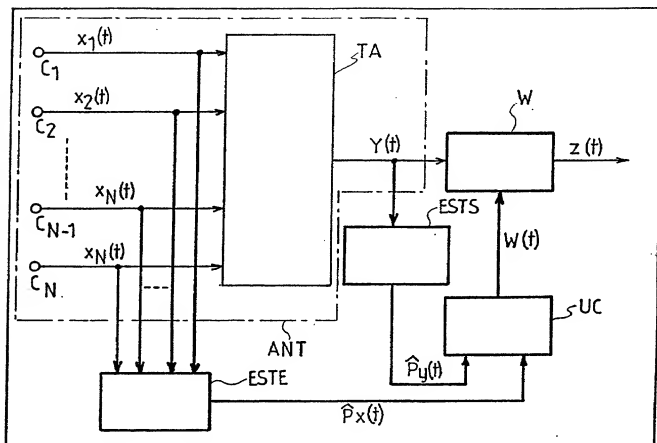 x1(t)
C1
TA
x2(t)
C2
W
Y(t)
z(t)
xN(t)
CN-1
ESTS
W(t)
xN(t)
CN
UC
ANT
P̂y(t)
ESTE
P̂x(t)